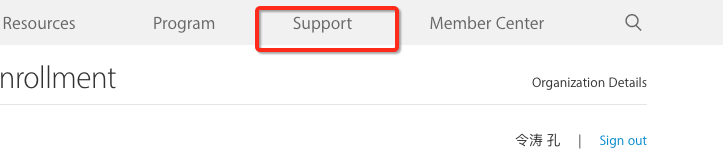 Resources Program Support Member Center
nrollment Organization Details
令涛 孔 | Sign out